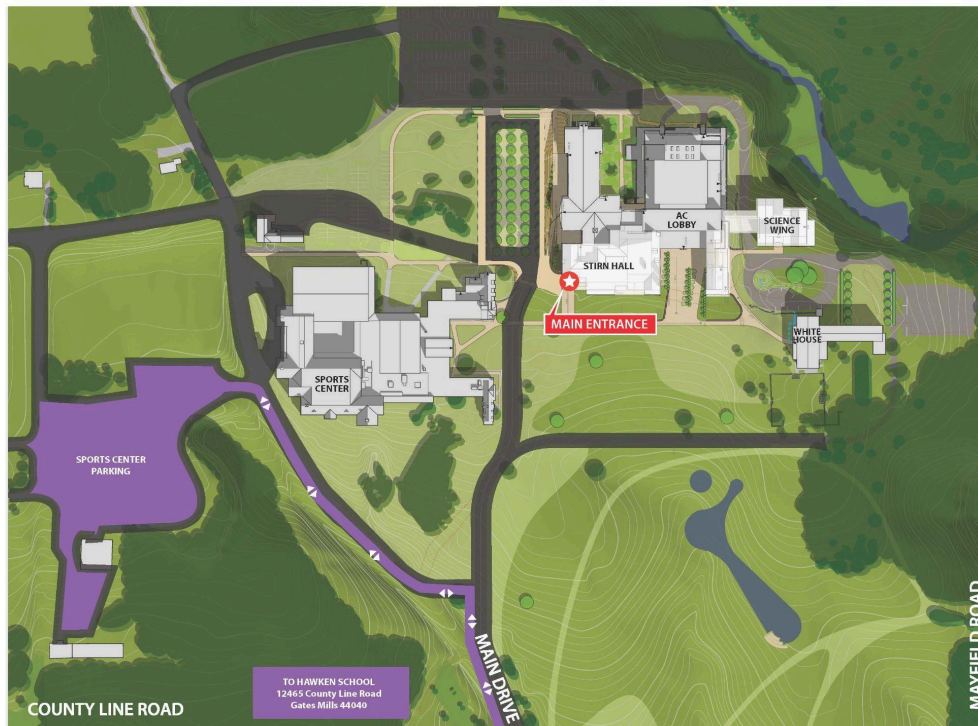 AC
LOBBY
SCIENCE
WING
STIRN HALL
MAIN ENTRANCE
WHITE
HOUSE
SPORTS
CENTER
SPORTS CENTER
PARKING
MAIN DRIVE
MAYFIELD ROAD
TO HAWKEN SCHOOL
12465 County Line Road
Gates Mills 44040
COUNTY LINE ROAD